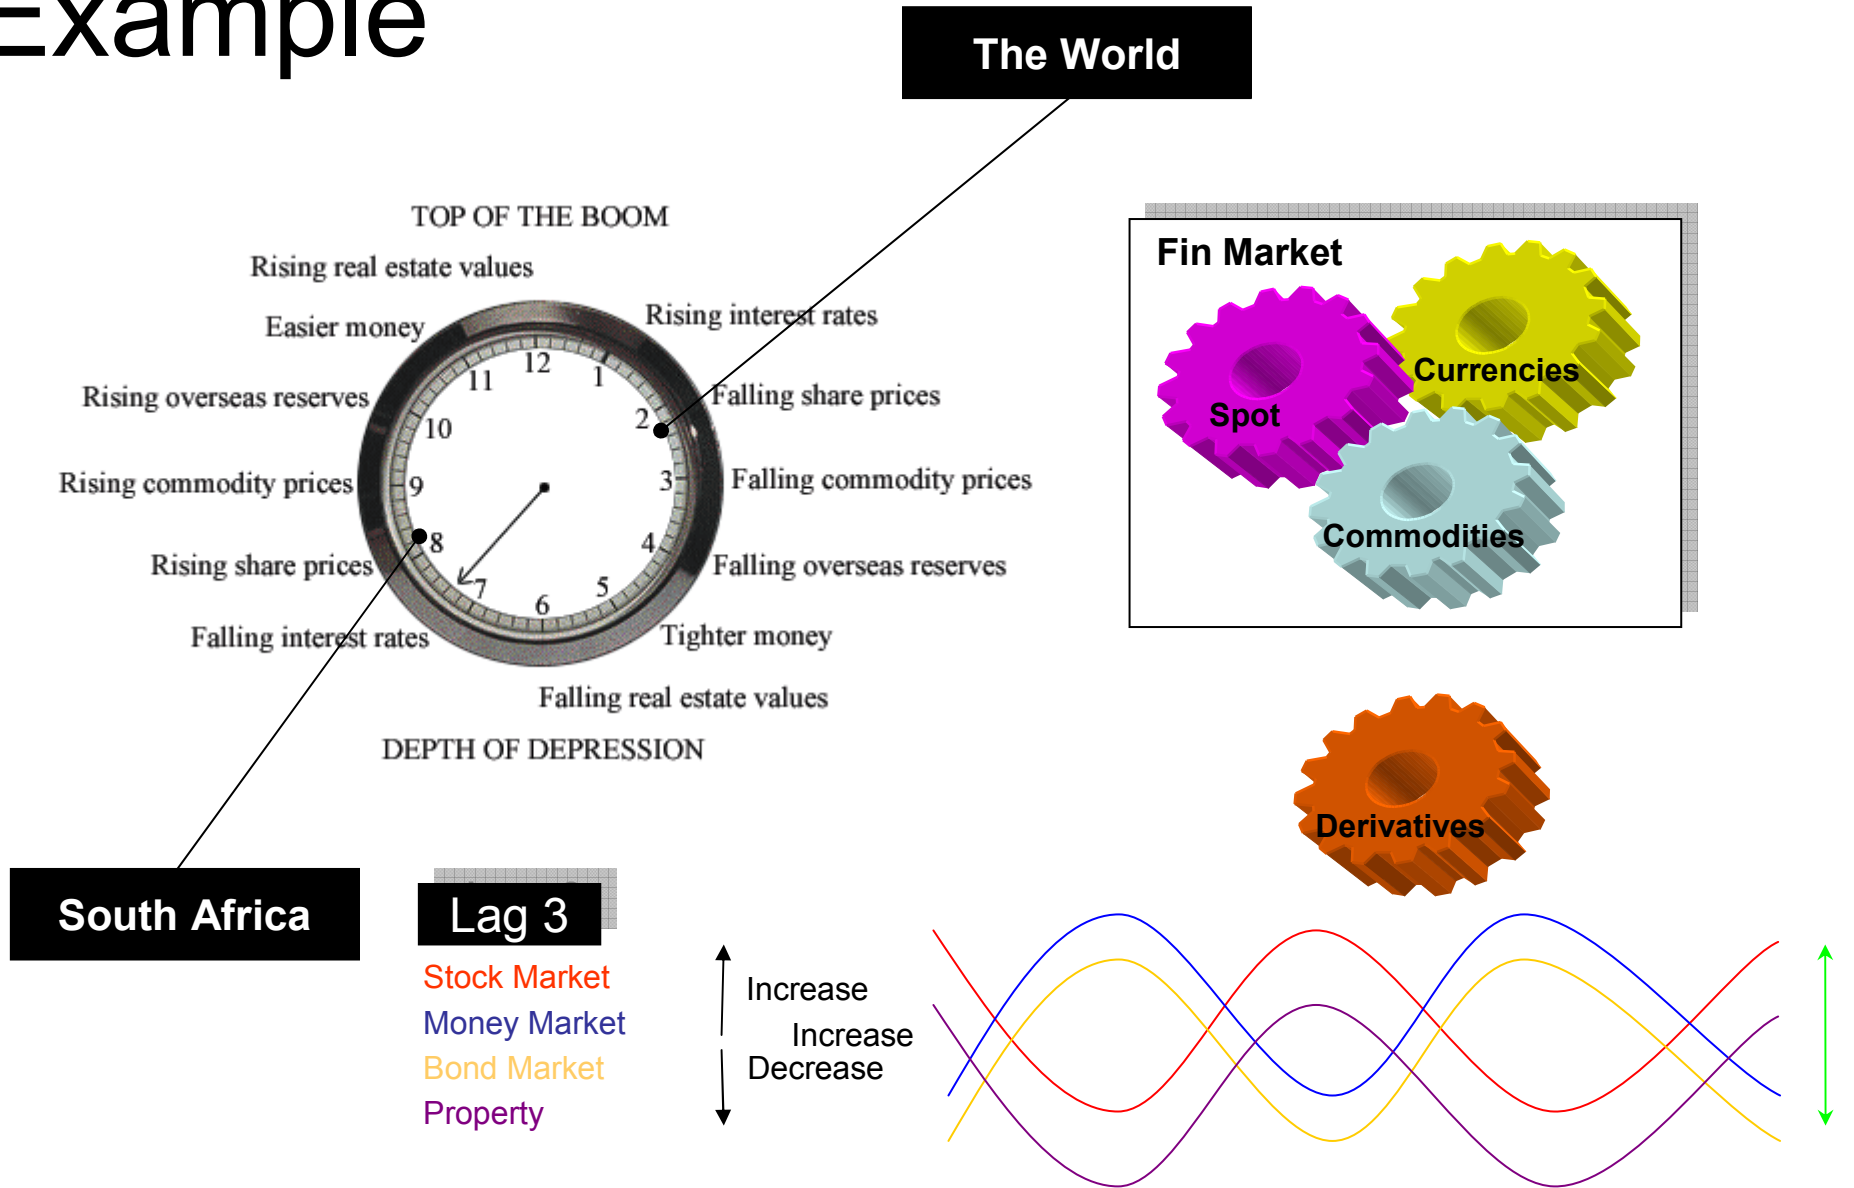 Example
The World
TOP OF THE BOOM
Rising real estate values
Easier money
Rising interest rates
Rising overseas reserves
Falling share prices
Rising commodity prices
Falling commodity prices
Rising share prices
Falling overseas reserves
Falling interest rates
Tighter money
Falling real estate values
DEPTH OF DEPRESSION
12
1
2
3
4
5
6
7
8
9
10
11
Fin Market
Currencies
Spot
Commodities
Derivatives
South Africa
Lag 3
Stock Market
Money Market
Bond Market
Property
Increase
Increase
Decrease